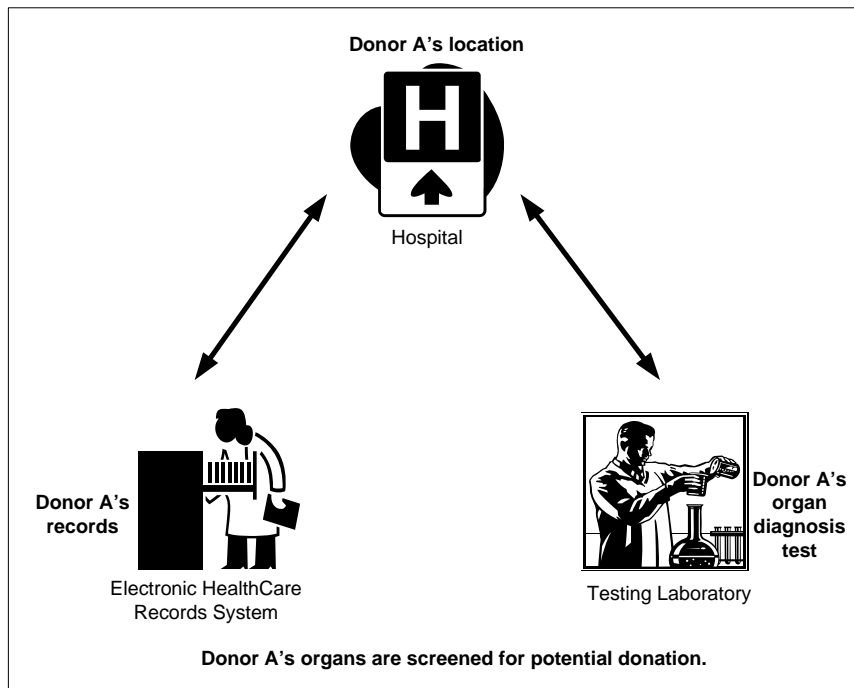 Donor A's location
H
Hospital
Donor A's
records
Electronic HealthCare
Records System
Donor A's
organ
diagnosis
test
Testing Laboratory
Donor A's organs are screened for potential donation.